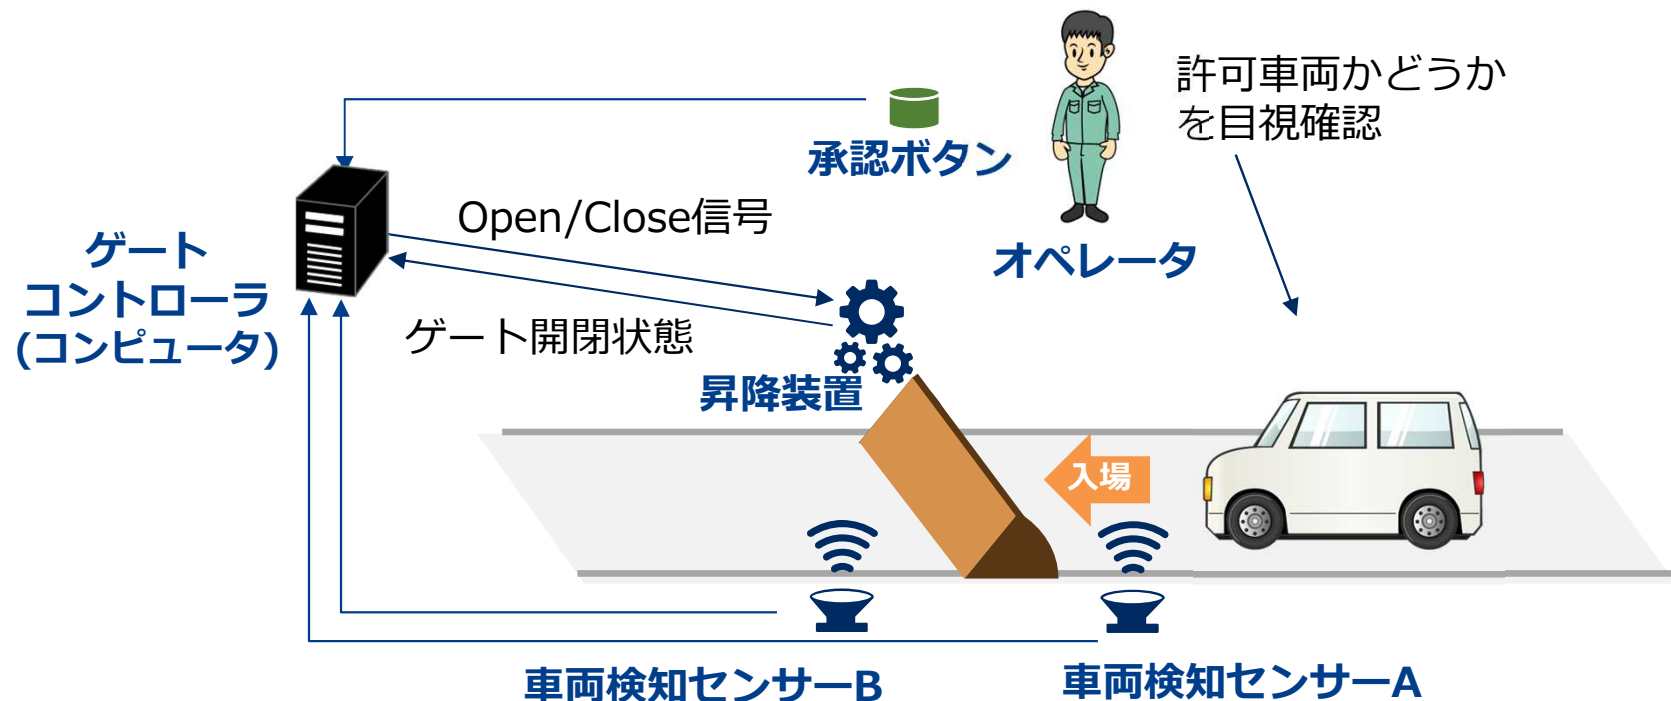 許可車両かどうか
を目視確認
承認ボタン
オペレータ
Open/Close信号
ゲート
コントローラ
(コンピュータ)
ゲート開閉状態
昇降装置
入場
車両検知センサーB
車両検知センサーA